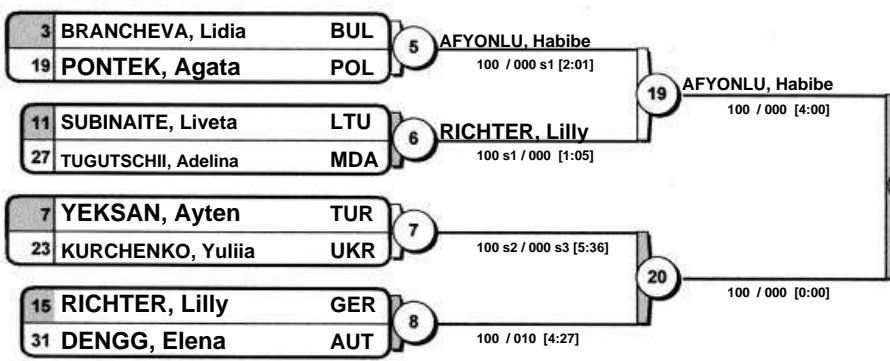 3 BRANCHEVA, Lidia BUL
19 PONTEK, Agata POL
5
AFYONLU, Habibe
100 / 000 s1 [2:01]
11 SUBINAITE, Liveta LTU
27 TUGUTSCHII, Adelina MDA
6
RICHTER, Lilly
100 s1 / 000 [1:05]
19
AFYONLU, Habibe
100 / 000 [4:00]
7 YEKSAN, Ayten TUR
23 KURCHENKO, Yuliia UKR
7
100 s2 / 000 s3 [5:36]
15 RICHTER, Lilly GER
31 DENGG, Elena AUT
8
100 / 010 [4:27]
20
100 / 000 [0:00]